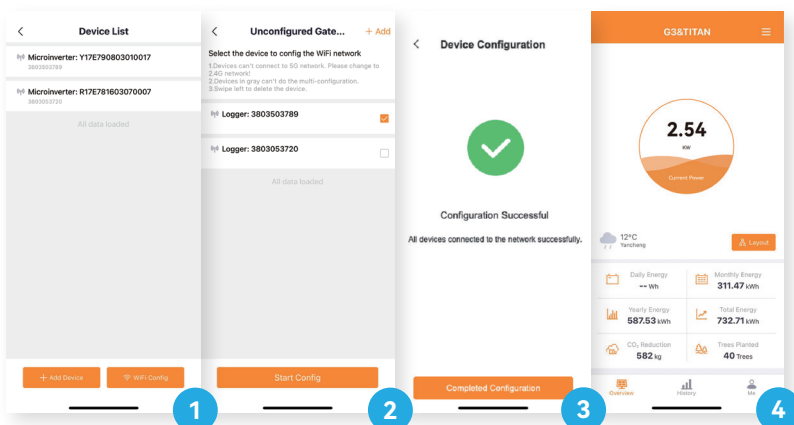 Device List
Microinverter: Y17E790803010017
3803503789
Microinverter: R17E781603070007
3803053720
All data loaded
+ Add Device
WiFi Config
1
Unconfigured Gate...
+ Add
Select the device to config the WiFi network
1.Devices can't connect to 5G network. Please change to
2.4G network!
2.Devices in gray can't do the multi-configuration.
3.Swipe left to delete the device.
Logger: 3803503789
Logger: 3803053720
All data loaded
Start Config
2
Device Configuration
Configuration Successful
All devices connected to the network successfully.
Completed Configuration
3
G3&TITAN
2.54
KW
Current Power
12°C
Yancheng
Layout
Daily Energy
-- Wh
Monthly Energy
311.47 kWh
Yearly Energy
587.53 kWh
Total Energy
732.71 kWh
CO₂ Reduction
582 kg
Trees Planted
40 Trees
Overview
History
Me
4